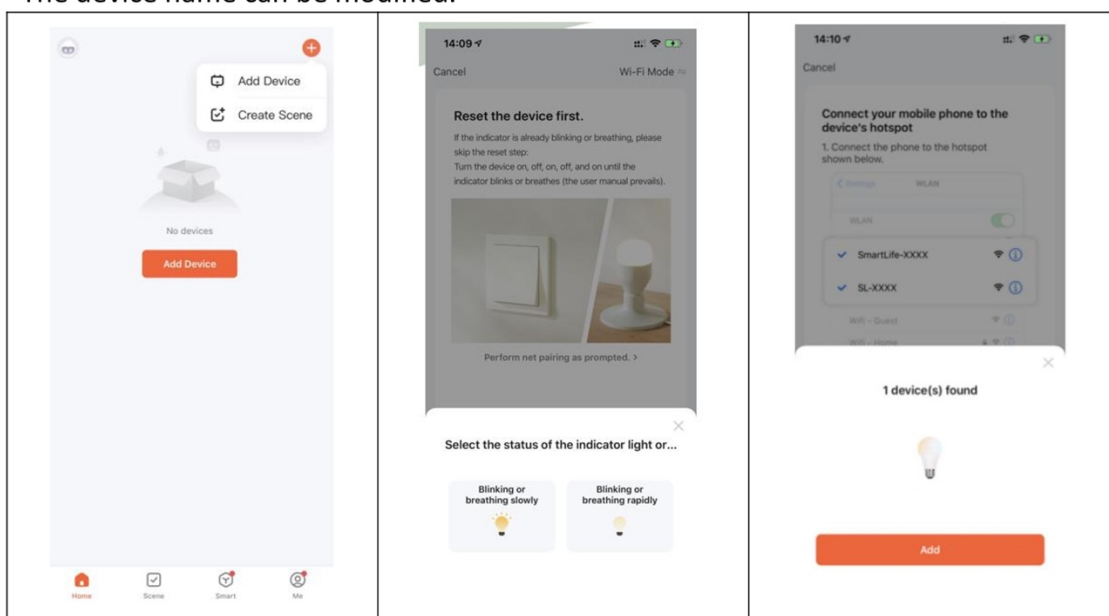 The device name can be modified.
Add Device
Create Scene
No devices
Add Device
Home
Scene
Smart
Me
14:09
Cancel
Wi-Fi Mode
Reset the device first.
If the indicator is already blinking or breathing, please
skip the reset step:
Turn the device on, off, on, off, and on until the
indicator blinks or breathes (the user manual prevails).
Perform net pairing as prompted. >
Select the status of the indicator light or...
Blinking or
breathing slowly
Blinking or
breathing rapidly
14:10
Cancel
Connect your mobile phone to the
device's hotspot
1. Connect the phone to the hotspot
shown below.
Settings
WLAN
WLAN
SmartLife-XXXX
SL-XXXX
Wifi - Guest
Wifi - Home
1 device(s) found
Add